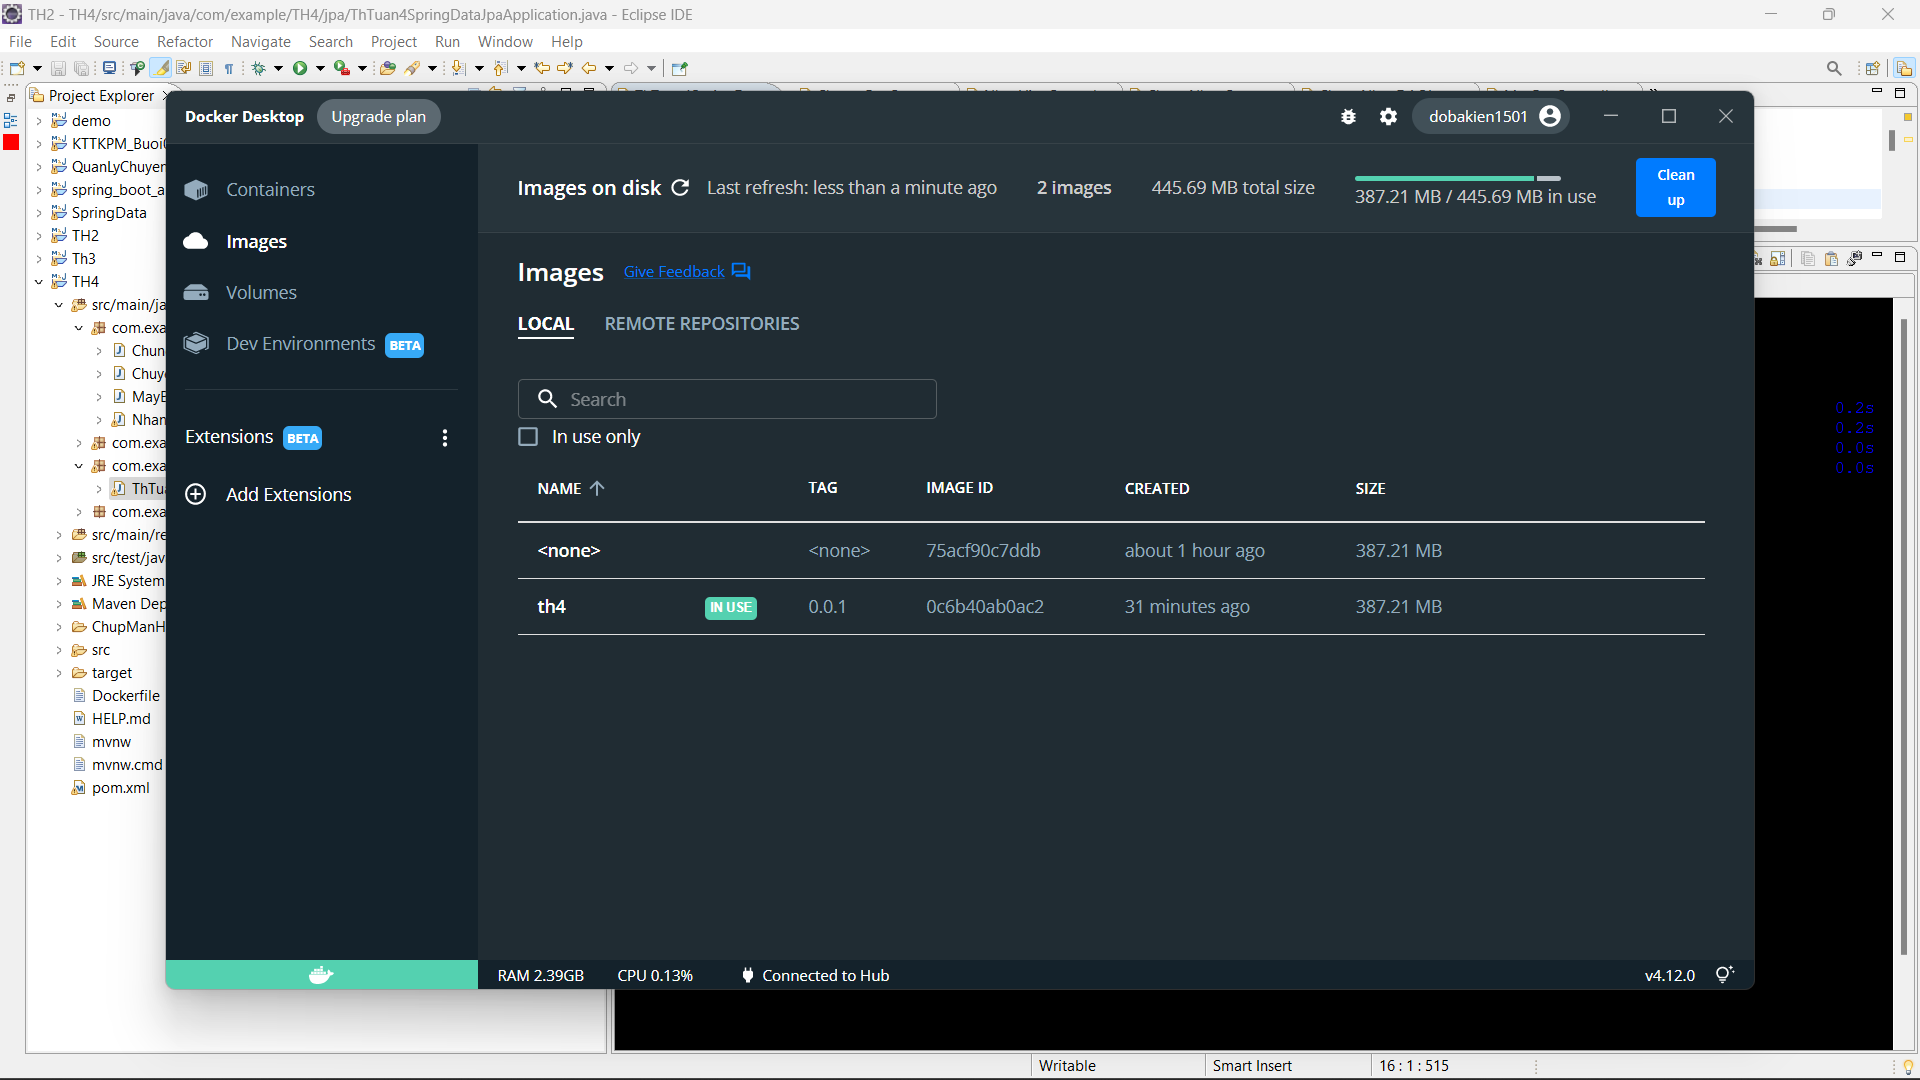 TH2 - TH4/src/main/java/com/example/TH4/jpa/ThTuan4SpringDataJpaApplication.java - Eclipse IDE
File Edit Source Refactor Navigate Search Project Run Window Help
Project Explorer
demo
KTTKPM_Buoi
QuanLyChuyen
spring_boot_a
SpringData
TH2
Th3
TH4
src/main/ja
com.exa
Chun
Chuy
MayB
Nhan
com.exa
com.exa
ThTu
com.exa
src/main/re
src/test/jav
JRE System
Maven Dep
ChupManH
src
target
Dockerfile
HELP.md
mvnw
mvnw.cmd
pom.xml
Docker Desktop Upgrade plan dobakien1501
Containers
Images
Volumes
Dev Environments BETA
Extensions BETA
Add Extensions
Images on disk Last refresh: less than a minute ago 2 images 445.69 MB total size 387.21 MB / 445.69 MB in use Clean up
Images Give Feedback
LOCAL REMOTE REPOSITORIES
Search
In use only
NAME TAG IMAGE ID CREATED SIZE
<none> <none> 75acf90c7ddb about 1 hour ago 387.21 MB
th4 IN USE 0.0.1 0c6b40ab0ac2 31 minutes ago 387.21 MB
RAM 2.39GB CPU 0.13% Connected to Hub v4.12.0
0.2s
0.2s
0.0s
0.0s
Writable Smart Insert 16 : 1 : 515